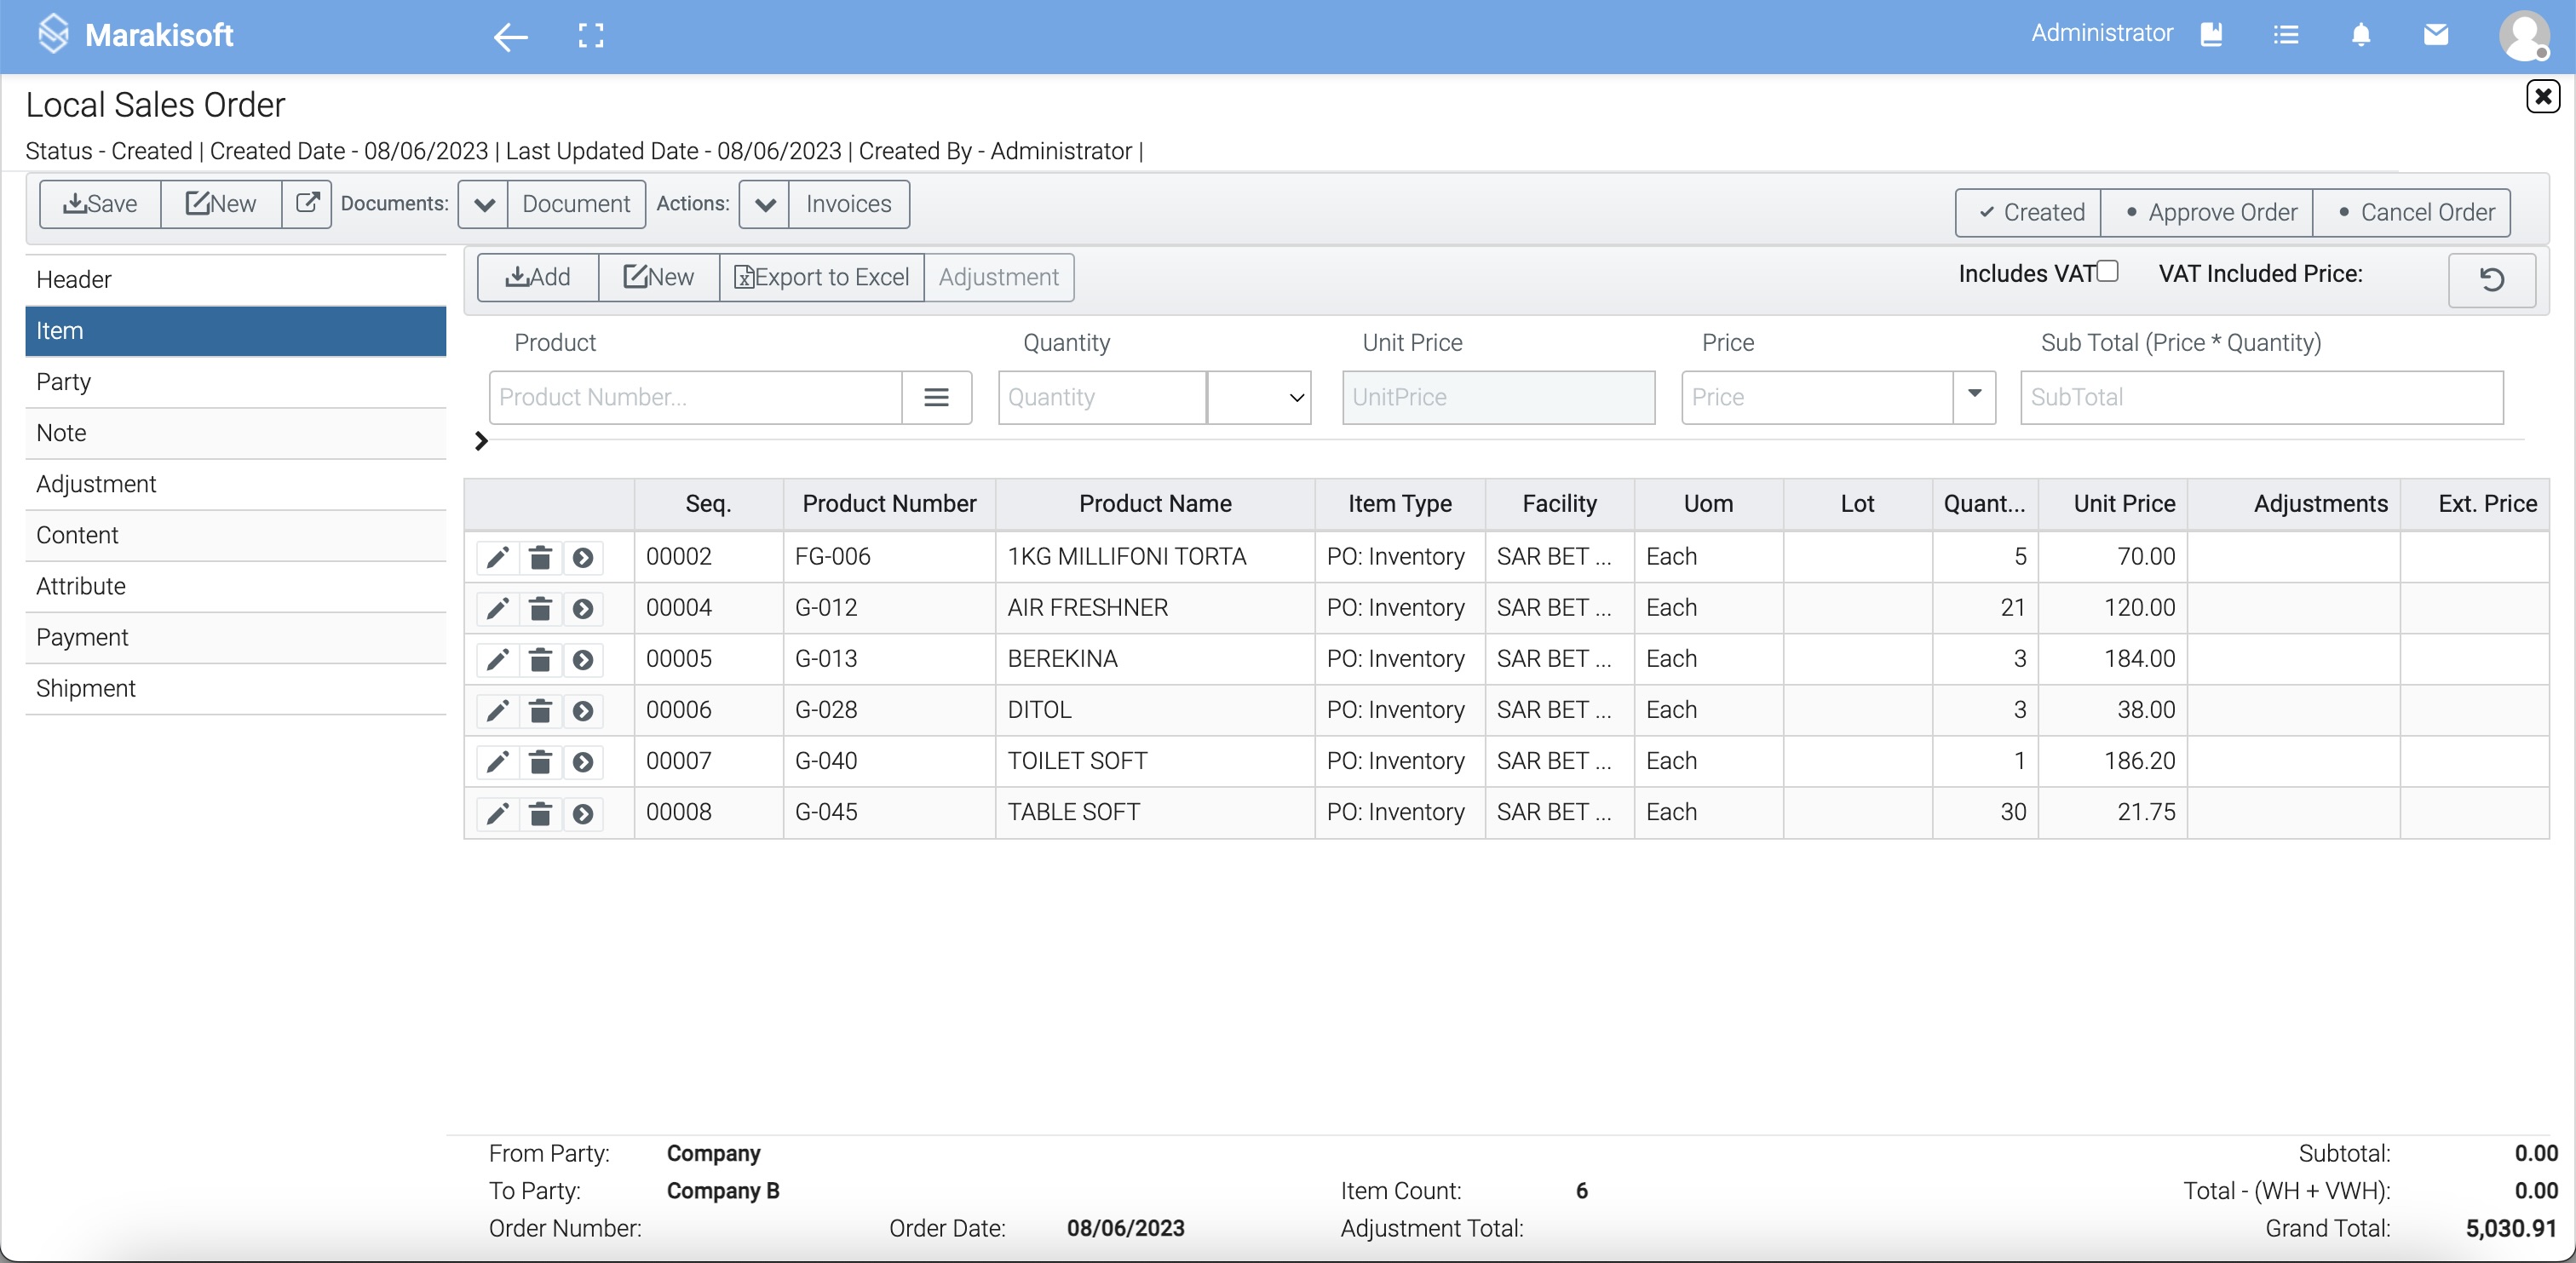 Marakisoft Administrator
Local Sales Order
Status - Created | Created Date - 08/06/2023 | Last Updated Date - 08/06/2023 | Created By - Administrator |
Save New Documents: Document Actions: Invoices Created Approve Order Cancel Order
Header
Item
Party
Note
Adjustment
Content
Attribute
Payment
Shipment
Add New Export to Excel Adjustment Includes VAT VAT Included Price:
Product Quantity Unit Price Price Sub Total (Price * Quantity)
Product Number... Quantity UnitPrice Price SubTotal
Seq. Product Number Product Name Item Type Facility Uom Lot Quant... Unit Price Adjustments Ext. Price
00002 FG-006 1KG MILLIFONI TORTA PO: Inventory SAR BET ... Each 5 70.00
00004 G-012 AIR FRESHNER PO: Inventory SAR BET ... Each 21 120.00
00005 G-013 BEREKINA PO: Inventory SAR BET ... Each 3 184.00
00006 G-028 DITOL PO: Inventory SAR BET ... Each 3 38.00
00007 G-040 TOILET SOFT PO: Inventory SAR BET ... Each 1 186.20
00008 G-045 TABLE SOFT PO: Inventory SAR BET ... Each 30 21.75
From Party: Company Subtotal: 0.00
To Party: Company B Item Count: 6 Total - (WH + VWH): 0.00
Order Number: Order Date: 08/06/2023 Adjustment Total: Grand Total: 5,030.91